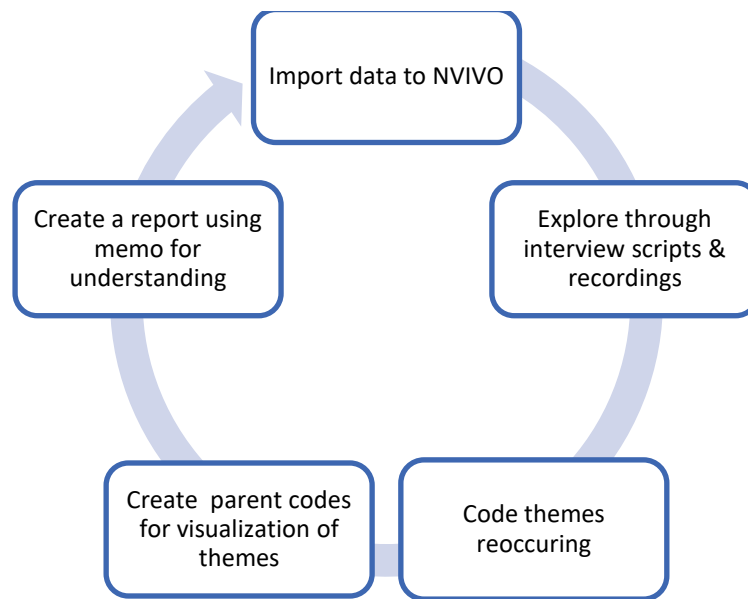 Import data to NVIVO
Explore through
interview scripts &
recordings
Code themes
reoccuring
Create parent codes
for visualization of
themes
Create a report using
memo for
understanding